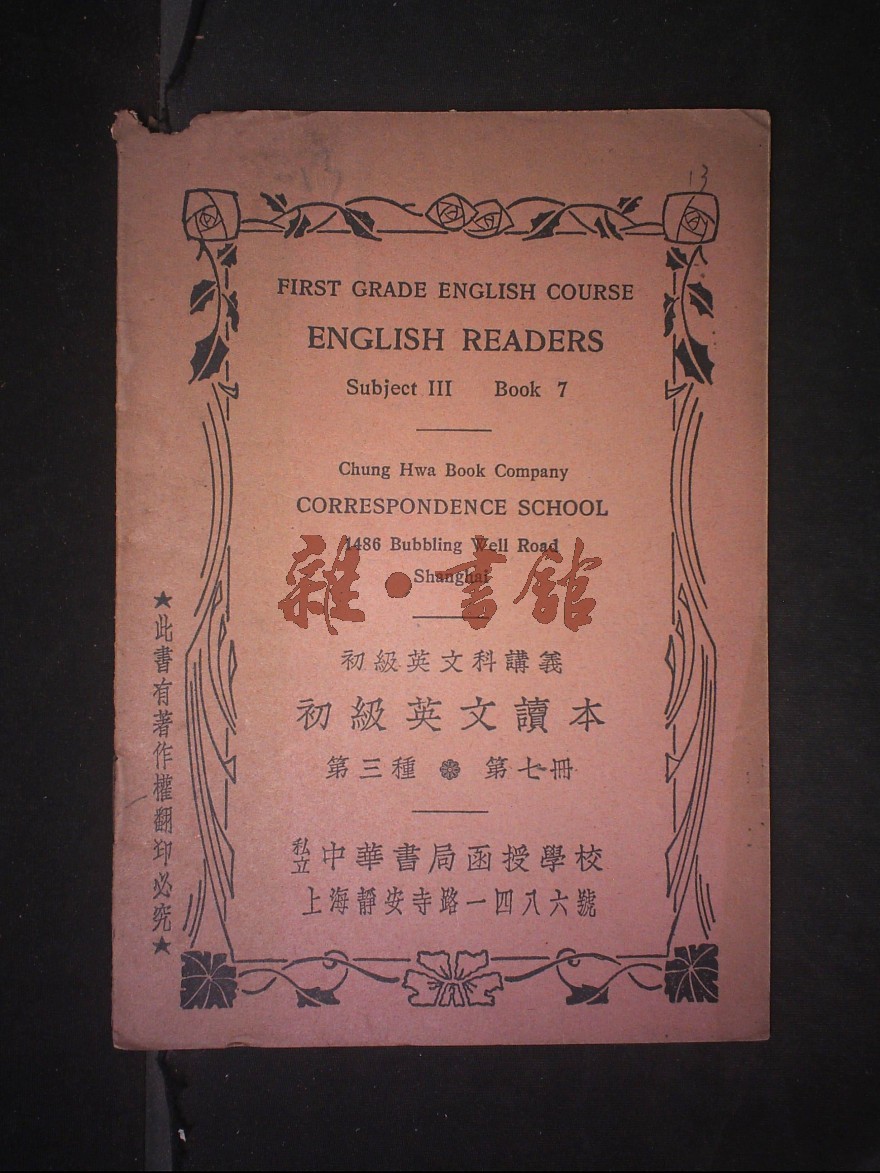 13
FIRST GRADE ENGLISH COURSE
ENGLISH READERS
Subject III Book 7
Chung Hwa Book Company
CORRESPONDENCE SCHOOL
1486 Bubbling Well Road
Shanghai
雜·書館
初級英文科講義
初級英文讀本
第三種 ❁ 第七冊
私立中華書局函授學校
上海靜安寺路一四八六號
★此書有著作權翻印必究★